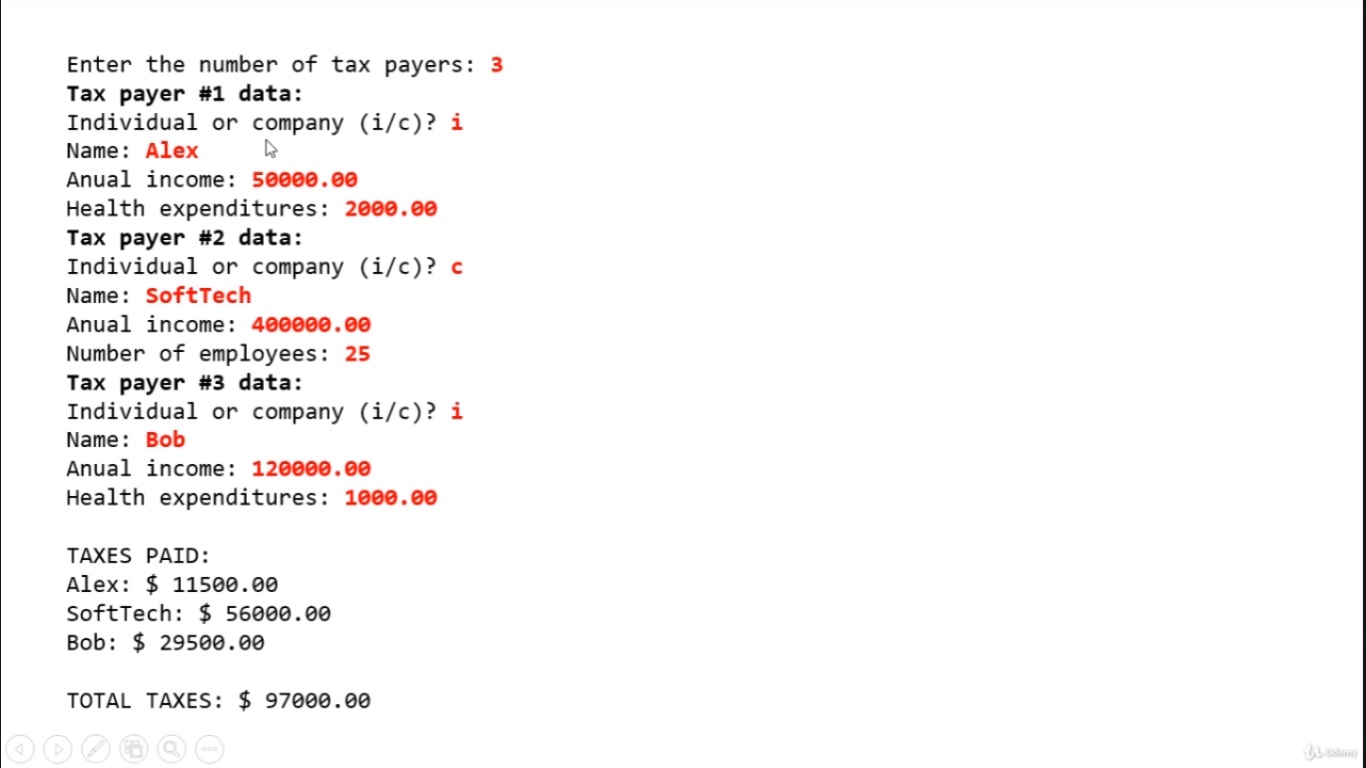 Enter the number of tax payers: 3
Tax payer #1 data:
Individual or company (i/c)? i
Name: Alex
Anual income: 50000.00
Health expenditures: 2000.00
Tax payer #2 data:
Individual or company (i/c)? c
Name: SoftTech
Anual income: 400000.00
Number of employees: 25
Tax payer #3 data:
Individual or company (i/c)? i
Name: Bob
Anual income: 120000.00
Health expenditures: 1000.00
TAXES PAID:
Alex: $ 11500.00
SoftTech: $ 56000.00
Bob: $ 29500.00
TOTAL TAXES: $ 97000.00
Udemy